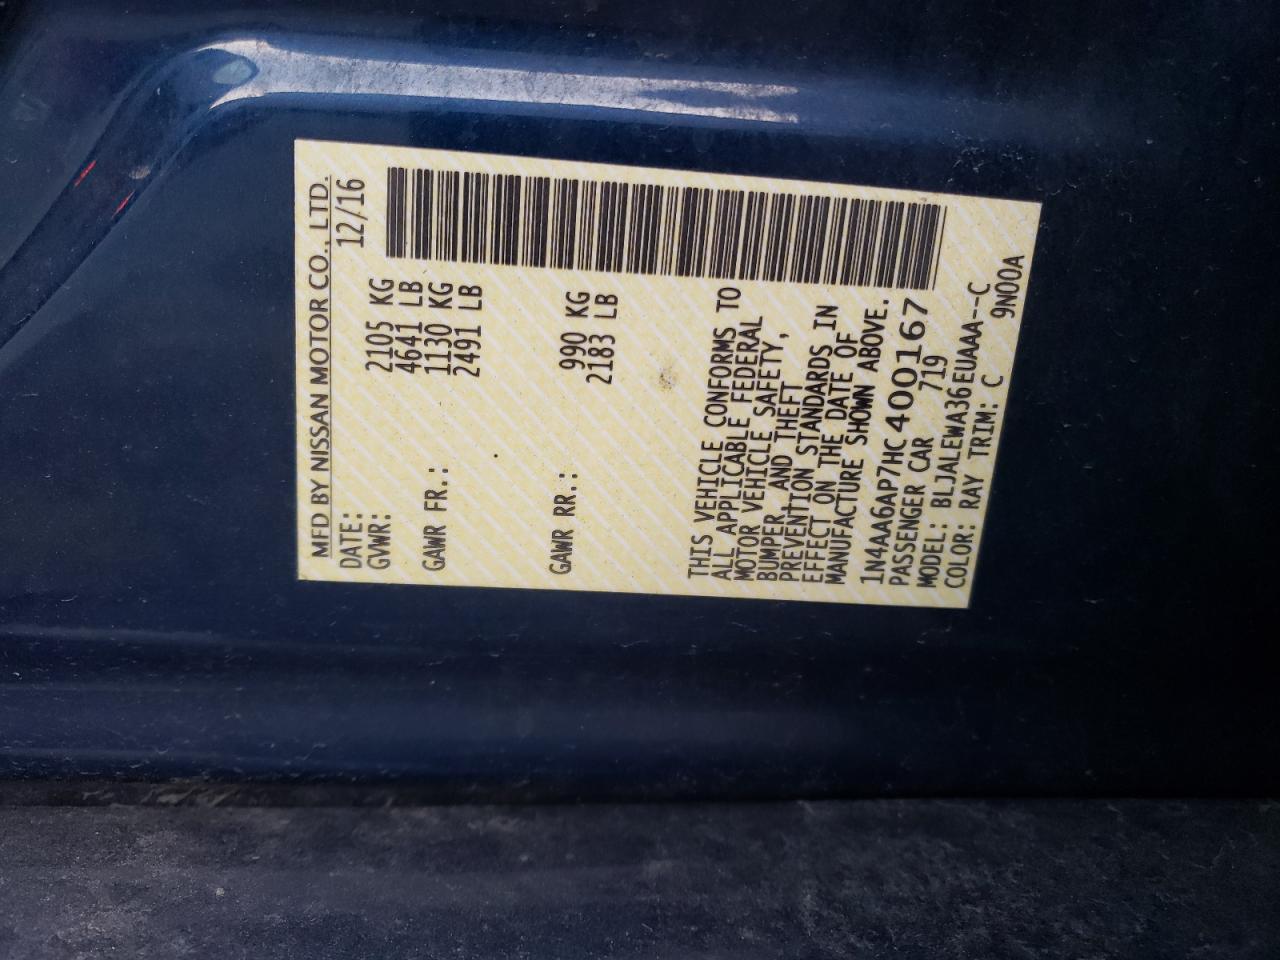 MFD BY NISSAN MOTOR CO., LTD.
DATE: 12/16
GVWR: 2105 KG
4641 LB
GAWR FR.: 1130 KG
2491 LB
GAWR RR.: 990 KG
2183 LB
THIS VEHICLE CONFORMS TO
ALL APPLICABLE FEDERAL
MOTOR VEHICLE SAFETY,
BUMPER, AND THEFT
PREVENTION STANDARDS IN
EFFECT ON THE DATE OF
MANUFACTURE SHOWN ABOVE.
1N4AA6AP7HC400167
PASSENGER CAR 719
MODEL: BLJALEWA36EUAAA--C
COLOR: RAY TRIM: C 9N00A